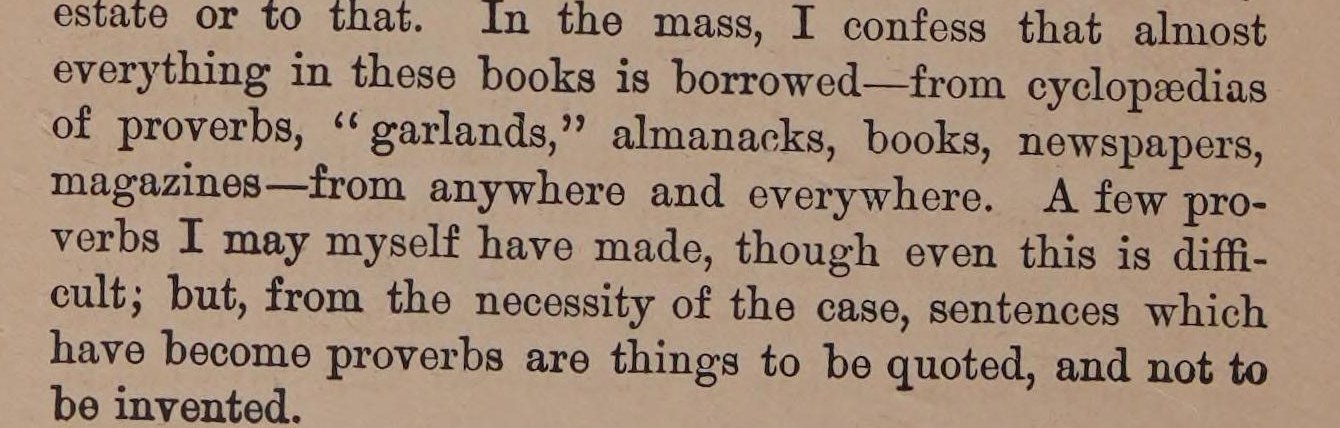 estate or to that. In the mass, I confess that almost
everything in these books is borrowed—from cyclopædias
of proverbs, “garlands,” almanacks, books, newspapers,
magazines—from anywhere and everywhere. A few pro-
verbs I may myself have made, though even this is diffi-
cult; but, from the necessity of the case, sentences which
have become proverbs are things to be quoted, and not to
be invented.